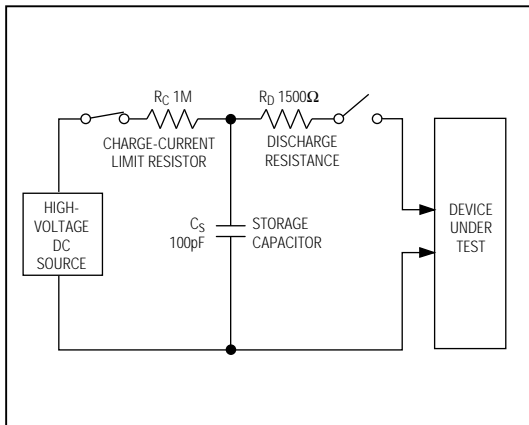 R_C 1M
CHARGE-CURRENT
LIMIT RESISTOR
R_D 1500Ω
DISCHARGE
RESISTANCE
HIGH-
VOLTAGE
DC
SOURCE
C_S
100pF
STORAGE
CAPACITOR
DEVICE
UNDER
TEST